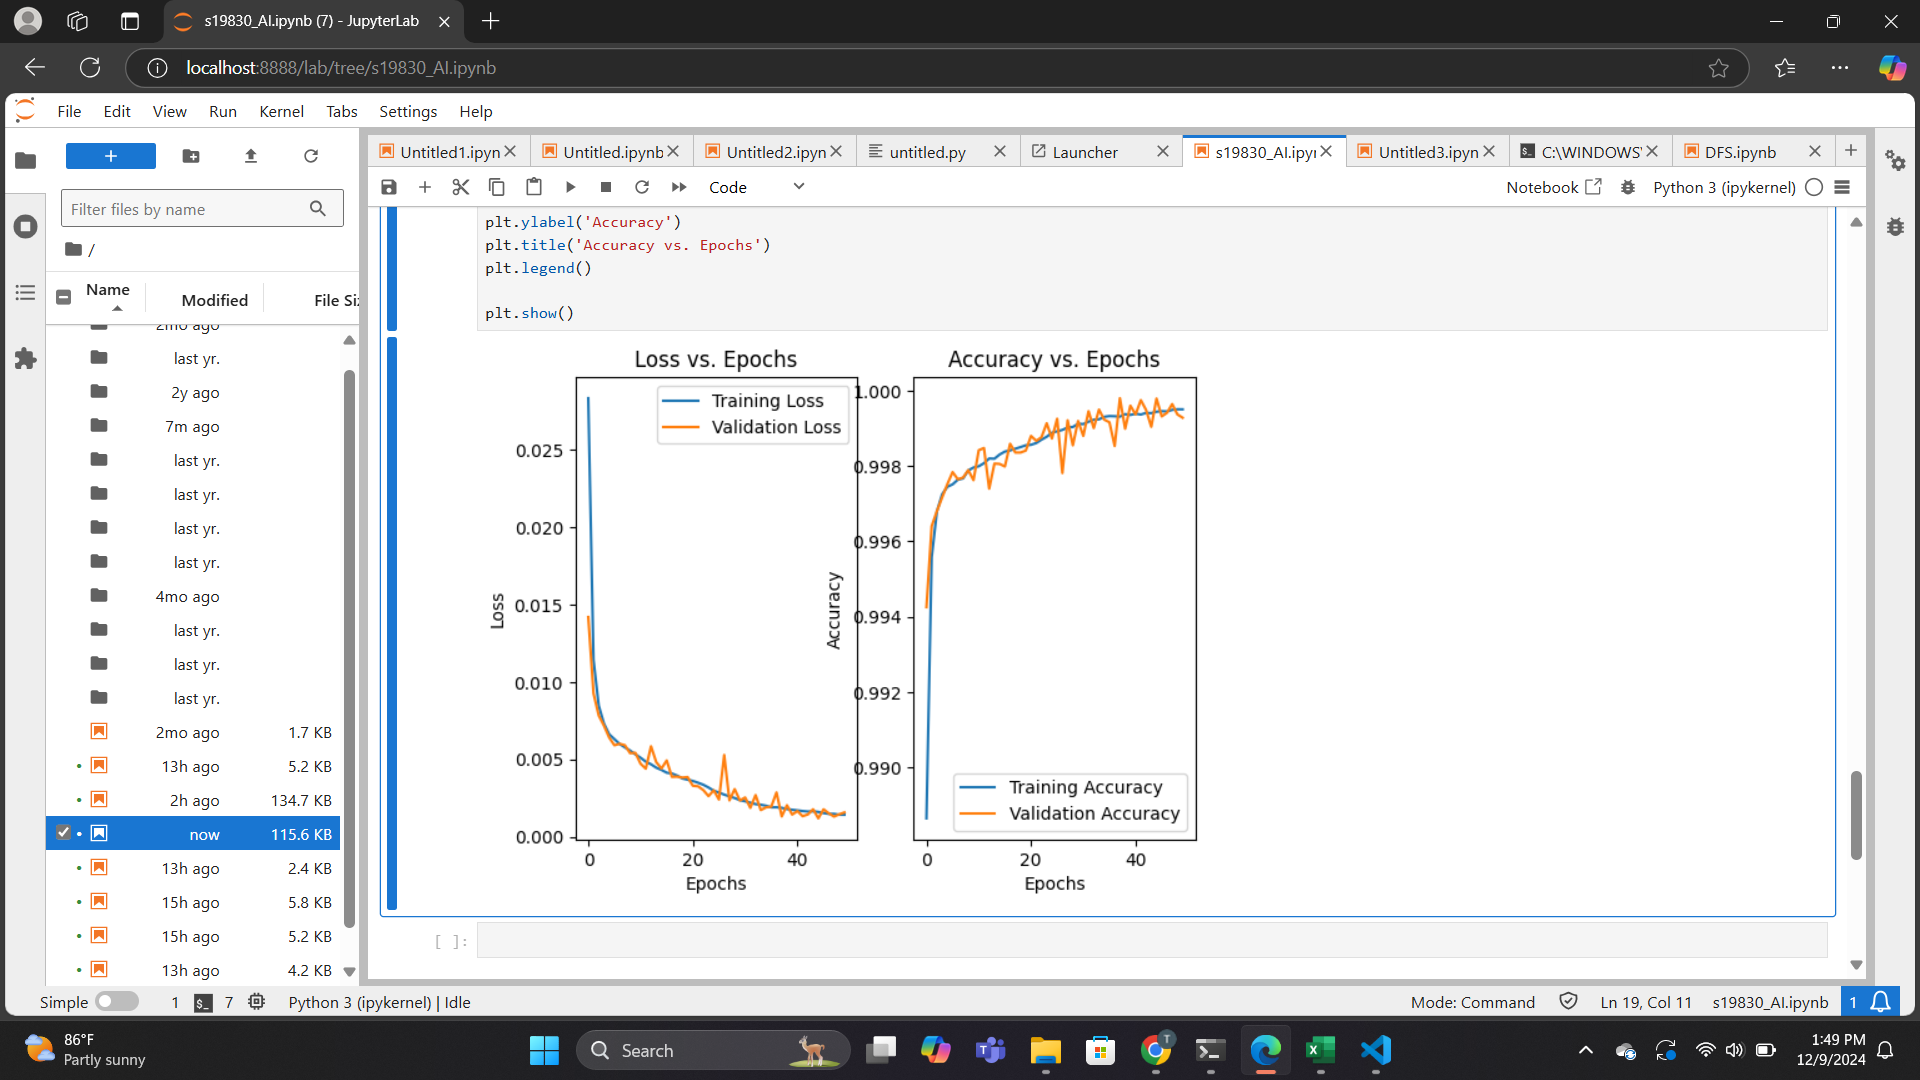 s19830_AI.ipynb (7) - JupyterLab
localhost:8888/lab/tree/s19830_AI.ipynb
File Edit View Run Kernel Tabs Settings Help
Untitled1.ipyn Untitled.ipynb Untitled2.ipyn untitled.py Launcher s19830_AI.ipyr Untitled3.ipyn C:\WINDOWS' DFS.ipynb
Code Notebook Python 3 (ipykernel)
Filter files by name
/
Name Modified File Siz
2mo ago
last yr.
2y ago
7m ago
last yr.
last yr.
last yr.
last yr.
4mo ago
last yr.
last yr.
last yr.
2mo ago 1.7 KB
13h ago 5.2 KB
2h ago 134.7 KB
now 115.6 KB
13h ago 2.4 KB
15h ago 5.8 KB
15h ago 5.2 KB
13h ago 4.2 KB
plt.ylabel('Accuracy')
plt.title('Accuracy vs. Epochs')
plt.legend()
plt.show()
Loss vs. Epochs
Training Loss
Validation Loss
0.025
0.020
0.015
0.010
0.005
0.000
Loss
0 20 40
Epochs
Accuracy vs. Epochs
1.000
0.998
0.996
0.994
0.992
0.990
Accuracy
Training Accuracy
Validation Accuracy
0 20 40
Epochs
[ ]:
Simple 1 7 Python 3 (ipykernel) | Idle Mode: Command Ln 19, Col 11 s19830_AI.ipynb 1
86°F
Partly sunny
Search
T
1:49 PM
12/9/2024